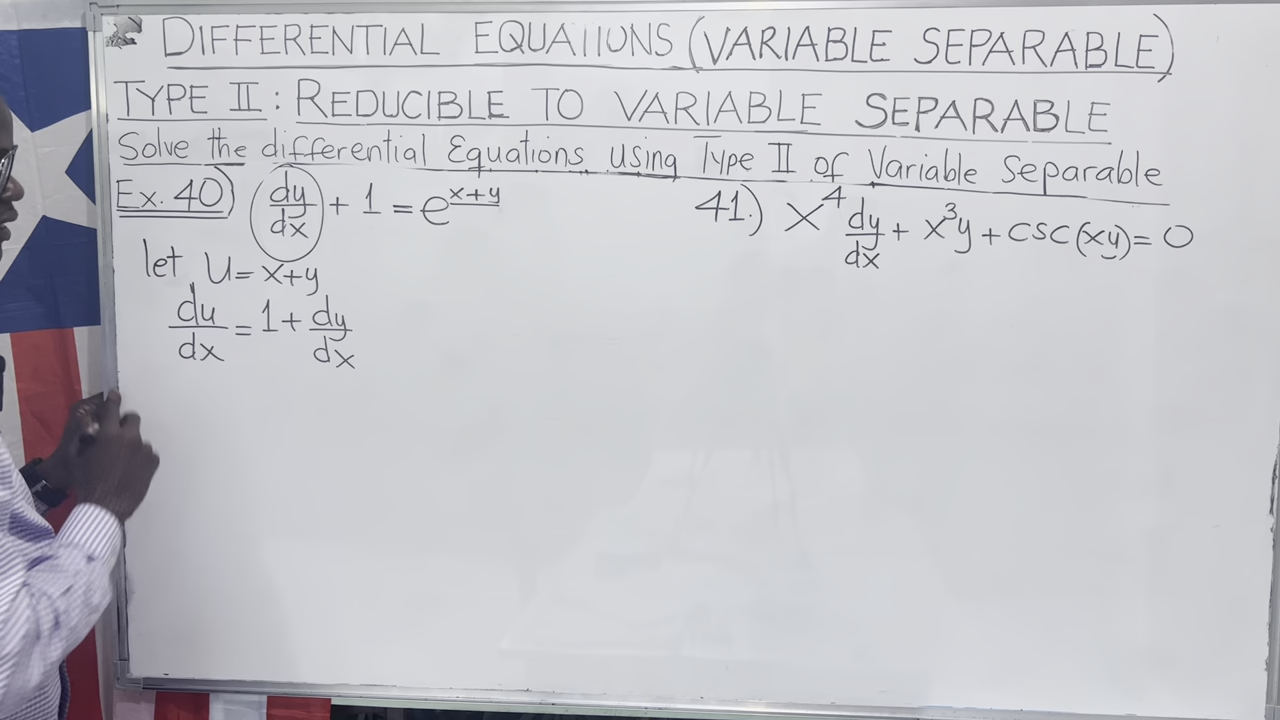 DIFFERENTIAL EQUATIONS (VARIABLE SEPARABLE)
TYPE II: REDUCIBLE TO VARIABLE SEPARABLE
Solve the differential Equations using Type II of Variable Separable
Ex. 40) dy/dx + 1 = e^(x+y)
let u = x+y
du/dx = 1 + dy/dx
41.) x^4 dy/dx + x^3y + csc(xy) = 0